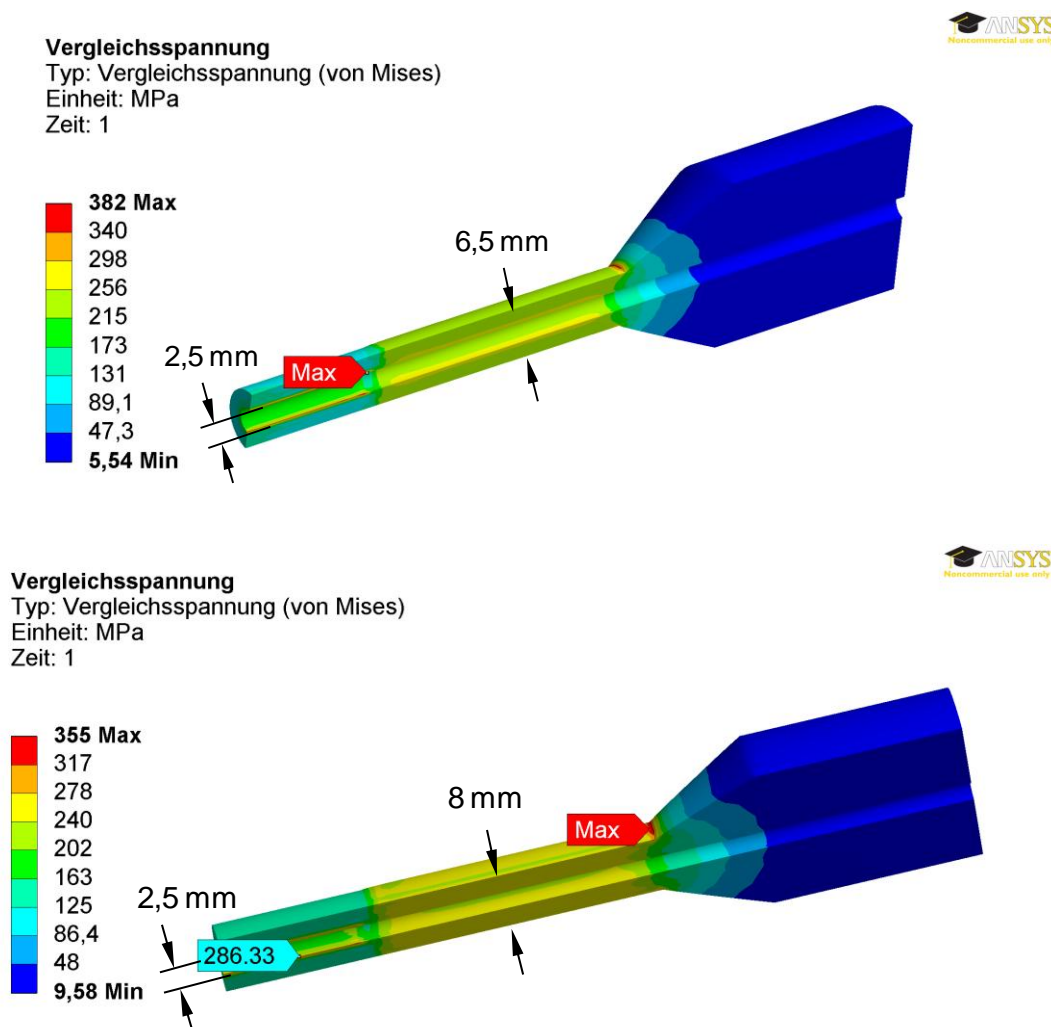 ANSYS
Noncommercial use only
Vergleichsspannung
Typ: Vergleichsspannung (von Mises)
Einheit: MPa
Zeit: 1
382 Max
340
298
256
215
173
131
89,1
47,3
5,54 Min
6,5 mm
2,5 mm
Max
ANSYS
Noncommercial use only
Vergleichsspannung
Typ: Vergleichsspannung (von Mises)
Einheit: MPa
Zeit: 1
355 Max
317
278
240
202
163
125
86,4
48
9,58 Min
8 mm
Max
2,5 mm
286.33